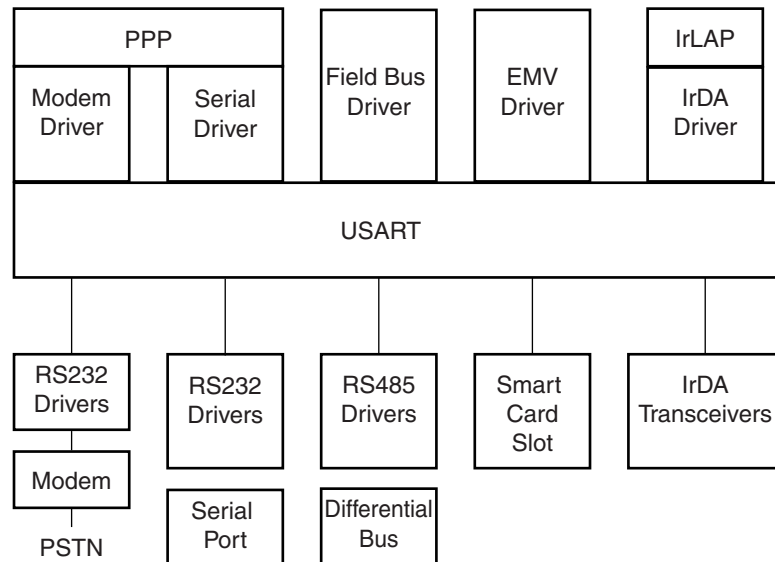 PPP
IrLAP
Modem
Driver
Serial
Driver
Field Bus
Driver
EMV
Driver
IrDA
Driver
USART
RS232
Drivers
RS232
Drivers
RS485
Drivers
Smart
Card
Slot
IrDA
Transceivers
Modem
Serial
Port
Differential
Bus
PSTN